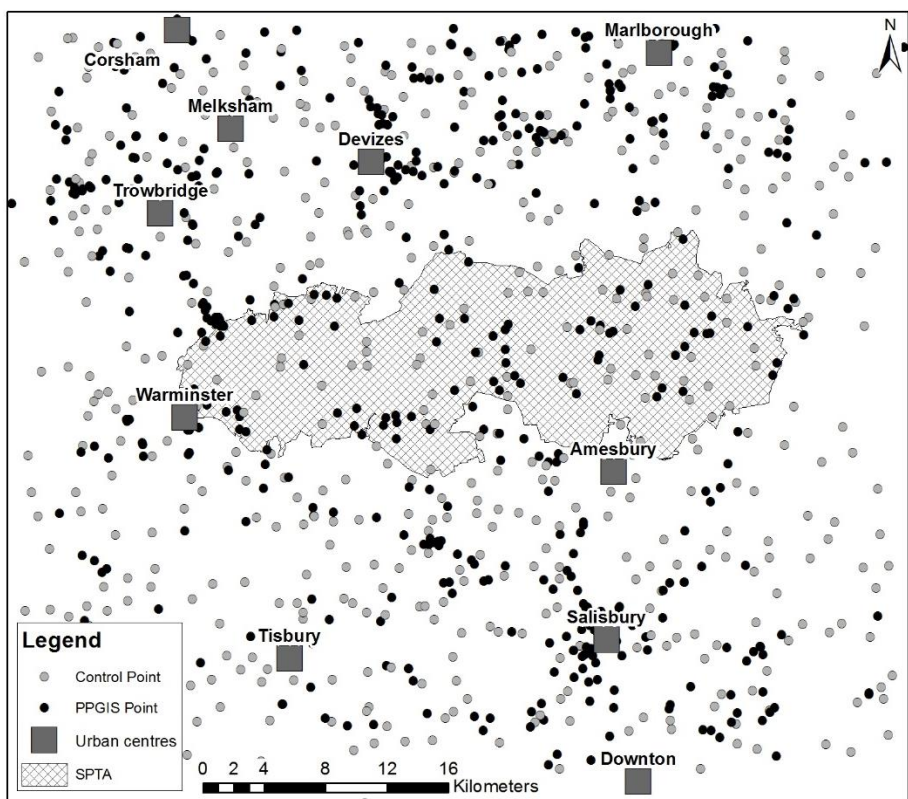 N
Marlborough
Corsham
Melksham
Devizes
Trowbridge
Warminster
Amesbury
Salisbury
Tisbury
Downton
Legend
Control Point
PPGIS Point
Urban centres
SPTA
0 2 4 8 12 16
Kilometers